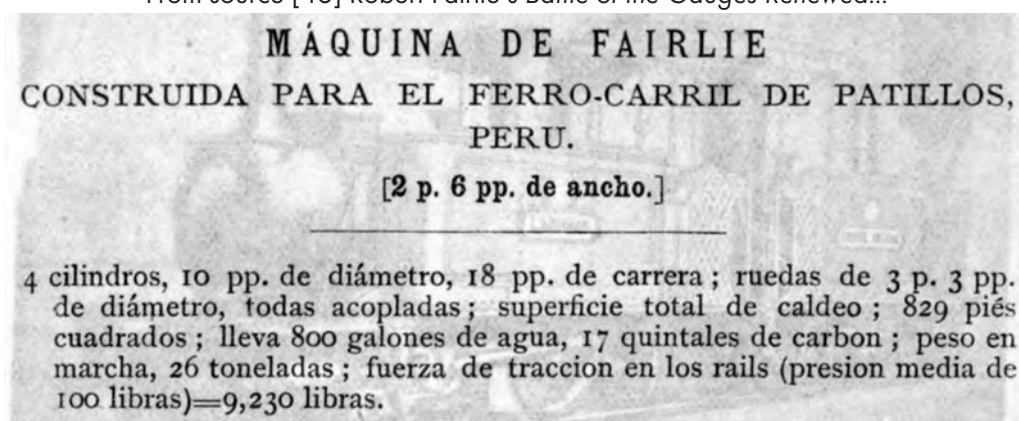 MÁQUINA DE FAIRLIE
CONSTRUIDA PARA EL FERRO-CARRIL DE PATILLOS,
PERU.
[2 p. 6 pp. de ancho.]
4 cilindros, 10 pp. de diámetro, 18 pp. de carrera; ruedas de 3 p. 3 pp.
de diámetro, todas acopladas; superficie total de caldeo; 829 piés
cuadrados; lleva 800 galones de agua, 17 quintales de carbon; peso en
marcha, 26 toneladas; fuerza de traccion en los rails (presion media de
100 libras)=9,230 libras.